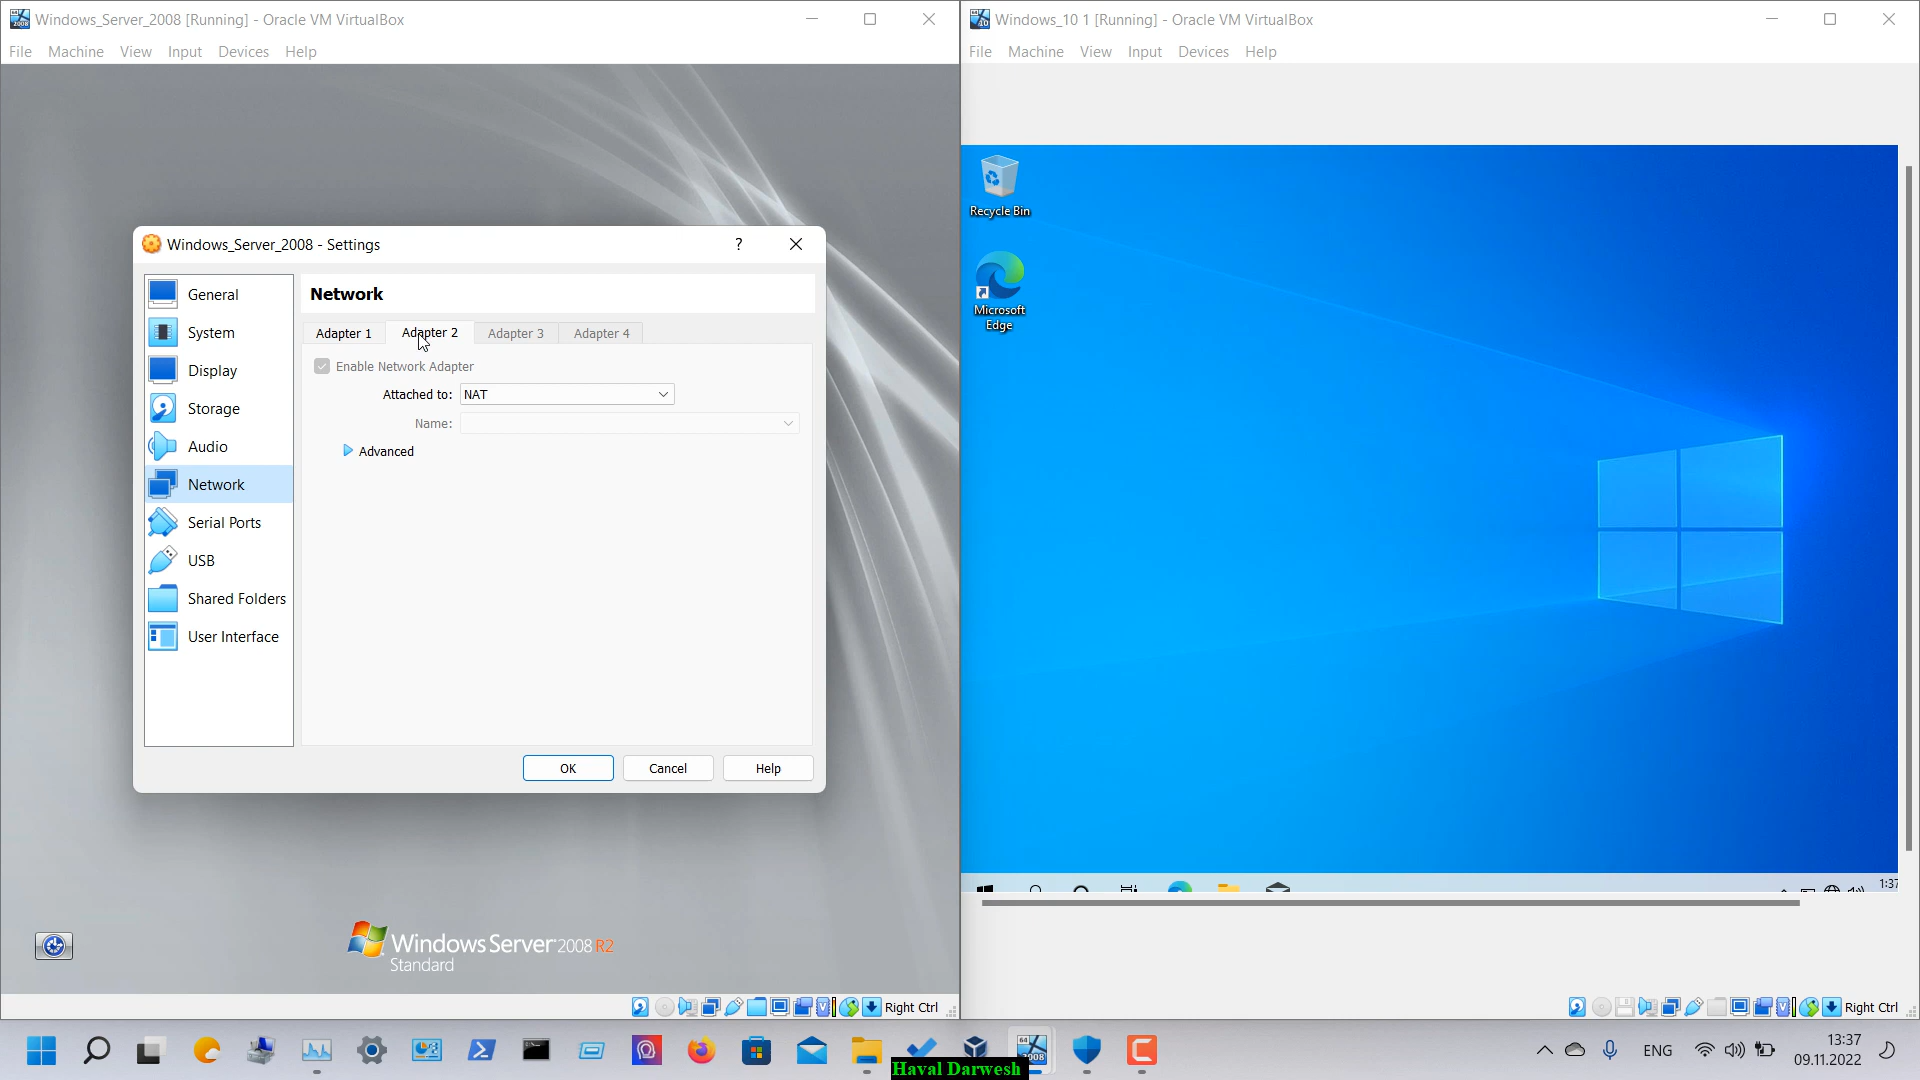 Windows_Server_2008 [Running] - Oracle VM VirtualBox
File Machine View Input Devices Help
Windows_Server_2008 - Settings
?
General
System
Display
Storage
Audio
Network
Serial Ports
USB
Shared Folders
User Interface
Network
Adapter 1 Adapter 2 Adapter 3 Adapter 4
Enable Network Adapter
Attached to: NAT
Name:
Advanced
OK Cancel Help
Windows Server 2008 R2
Standard
Right Ctrl
Windows_10 1 [Running] - Oracle VM VirtualBox
File Machine View Input Devices Help
Recycle Bin
Microsoft
Edge
1:37
Right Ctrl
2008
Haval Darwesh
ENG
13:37
09.11.2022